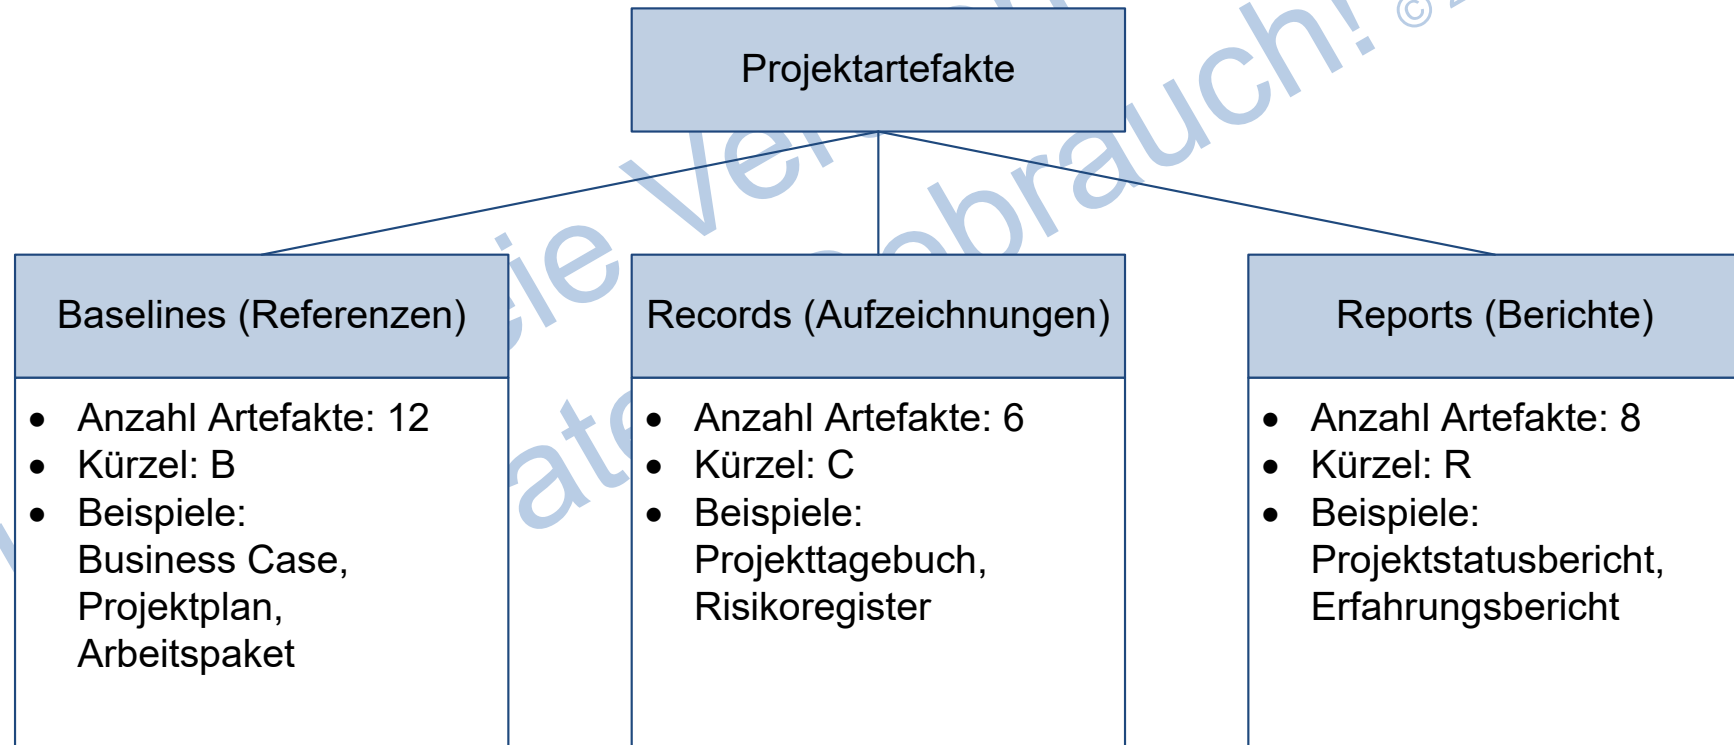 Projektartefakte
Baselines (Referenzen)
• Anzahl Artefakte: 12
• Kürzel: B
• Beispiele:
Business Case,
Projektplan,
Arbeitspaket
Records (Aufzeichnungen)
• Anzahl Artefakte: 6
• Kürzel: C
• Beispiele:
Projekttagebuch,
Risikoregister
Reports (Berichte)
• Anzahl Artefakte: 8
• Kürzel: R
• Beispiele:
Projektstatusbericht,
Erfahrungsbericht